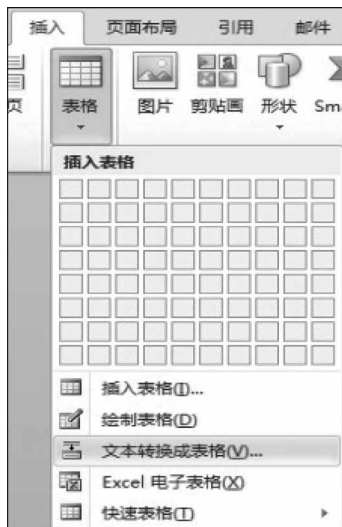 插入 页面布局 引用 邮件
页 表格 图片 剪贴画 形状 Sma
插入表格
插入表格(I)...
绘制表格(D)
文本转换成表格(V)...
Excel 电子表格(X)
快速表格(T)